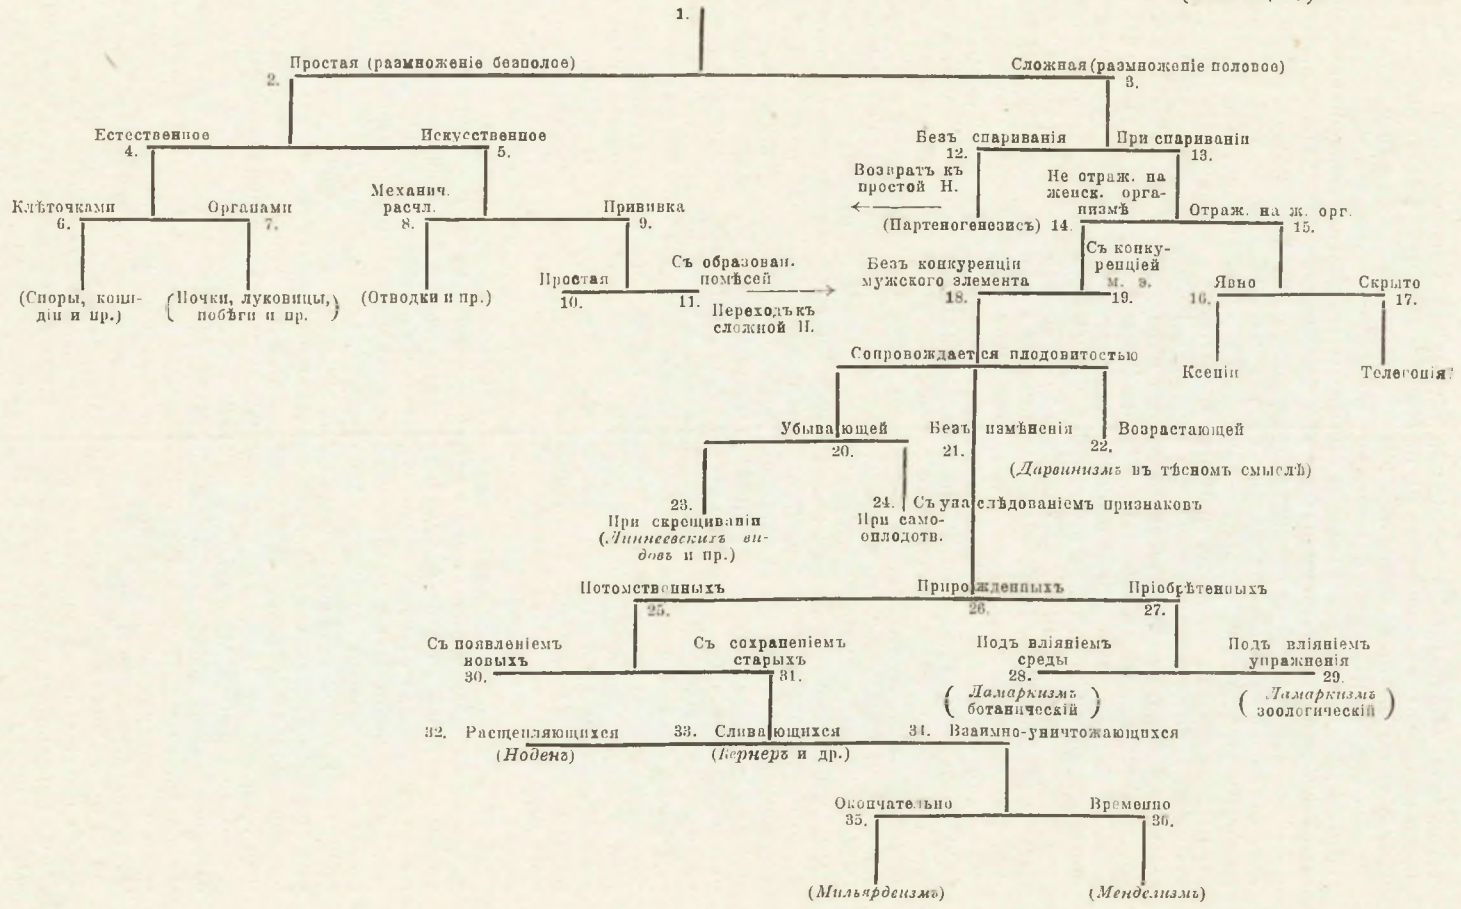 1.
Простая (размноженіе безполое)
2.
Сложная (размноженіе половое)
3.
Естественное
4.
Искусственное
5.
Безъ спариванія
12.
При спариваніи
13.
Возвратъ къ
простой Н.
Не отраж. на
женск. орга-
низмѣ
14.
Отраж. на ж. орг.
15.
(Партеногенезисъ)
Клѣточками
6.
Органами
7.
Механич.
расчл.
8.
Прививка
9.
(Споры, кони-
діи и пр.)
(Почки, луковицы,
побѣги и пр.)
(Отводки и пр.)
Простая
10.
Съ образован.
помѣсей
11.
Переходъ къ
сложной Н.
Безъ конкуренціи
мужского элемента
18.
Съ конку-
ренціей
м. э.
19.
Явно
16.
Скрыто
17.
Ксеніи
Телегонія
Сопровождается плодовитостью
Убывающей
20.
Безъ измѣненія
21.
Возрастающей
22.
(Дарвинизмъ въ тѣсномъ смыслѣ)
23.
При скрещиваніи
(Линнеевскихъ ви-
довъ и пр.)
24.
При само-
оплодотв.
Съ унаслѣдованіемъ признаковъ
Потомственныхъ
25.
Прирожденныхъ
26.
Пріобрѣтенныхъ
27.
Съ появленіемъ
новыхъ
30.
Съ сохраненіемъ
старыхъ
31.
Подъ вліяніемъ
среды
28.
(Ламаркизмъ
ботаническій)
Подъ вліяніемъ
упражненія
29.
(Ламаркизмъ
зоологическій)
32. Расщепляющихся
(Ноденъ)
33. Сливающихся
(Кернеръ и др.)
34. Взаимно-уничтожающихся
Окончательно
35.
Временно
36.
(Мильярдеизмъ)
(Менделизмъ)